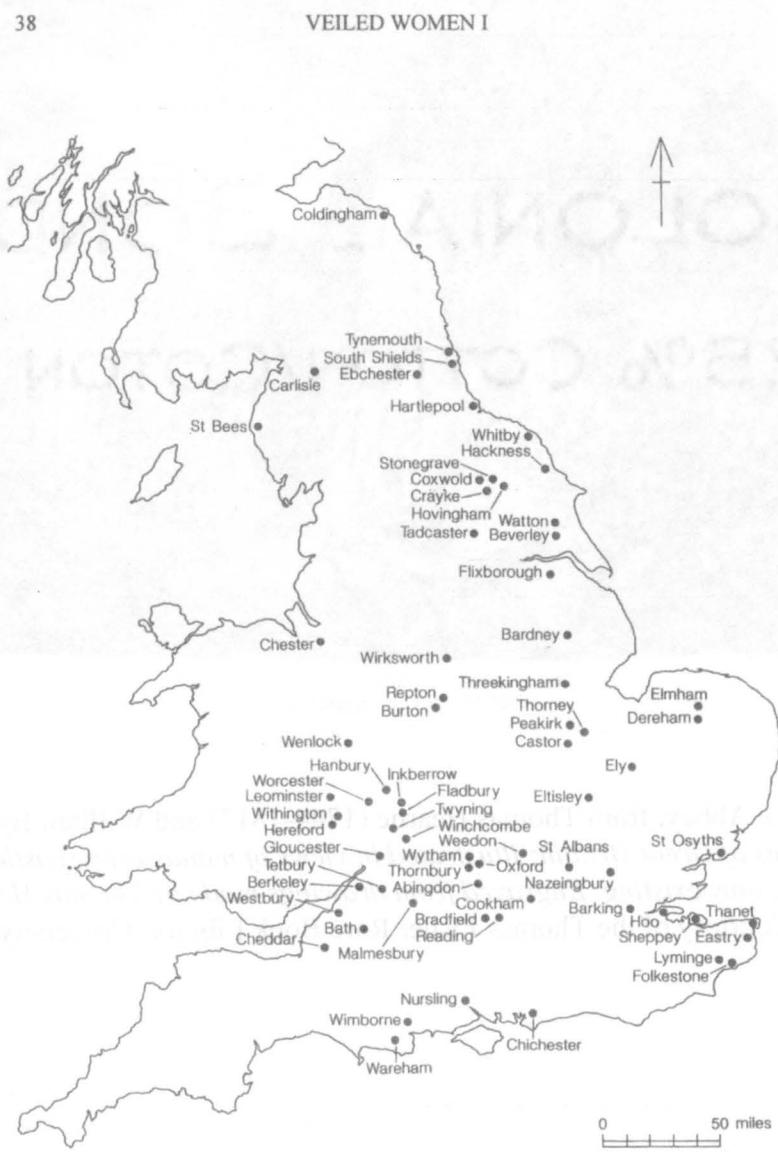 38
VEILED WOMEN I
Coldingham
Tynemouth
South Shields
Ebchester
Carlisle
Hartlepool
St Bees
Whitby
Hackness
Stonegrave
Coxwold
Crayke
Hovingham
Watton
Tadcaster
Beverley
Flixborough
Bardney
Chester
Wirksworth
Threekingham
Repton
Burton
Thorney
Peakirk
Castor
Elmham
Dereham
Wenlock
Ely
Hanbury
Inkberrow
Worcester
Leominster
Fladbury
Twyning
Withington
Hereford
Winchcombe
Weedon
Eltisley
Gloucester
Wytham
Oxford
St Albans
St Osyths
Tetbury
Thornbury
Nazeingbury
Berkeley
Abingdon
Westbury
Cookham
Barking
Thanet
Hoo
Bath
Bradfield
Sheppey
Eastry
Cheddar
Reading
Malmesbury
Lyminge
Folkestone
Nursling
Wimborne
Chichester
Wareham
0 50 miles